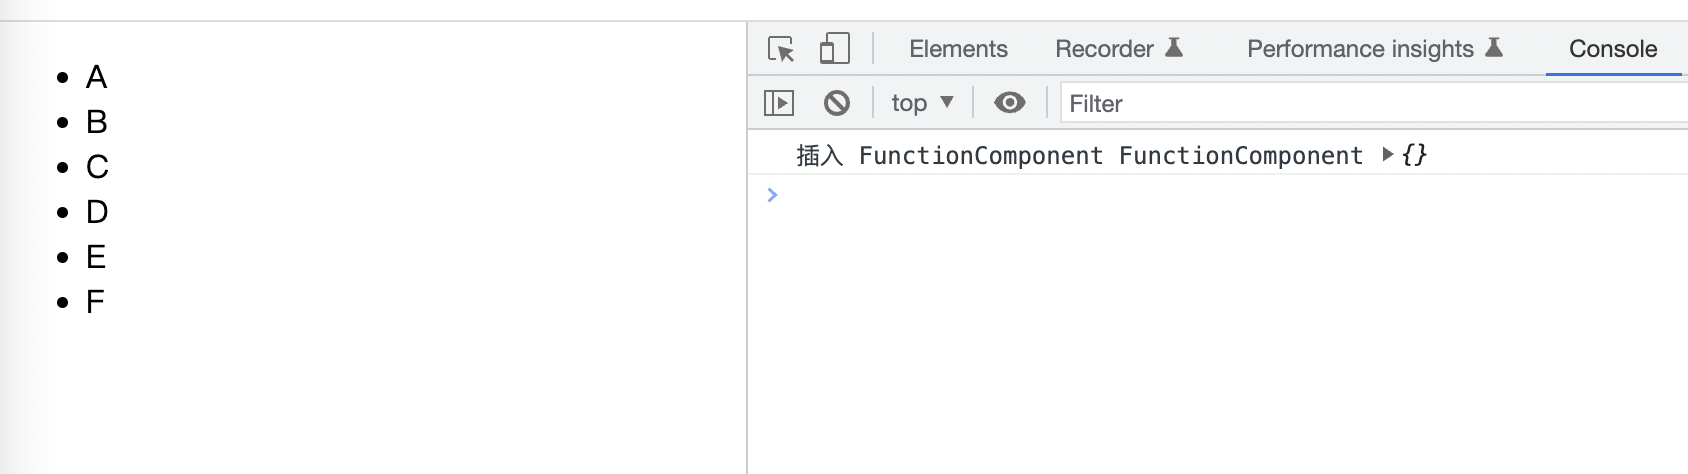 A
B
C
D
E
F
Elements Recorder Performance insights Console
top Filter
插入 FunctionComponent FunctionComponent {}